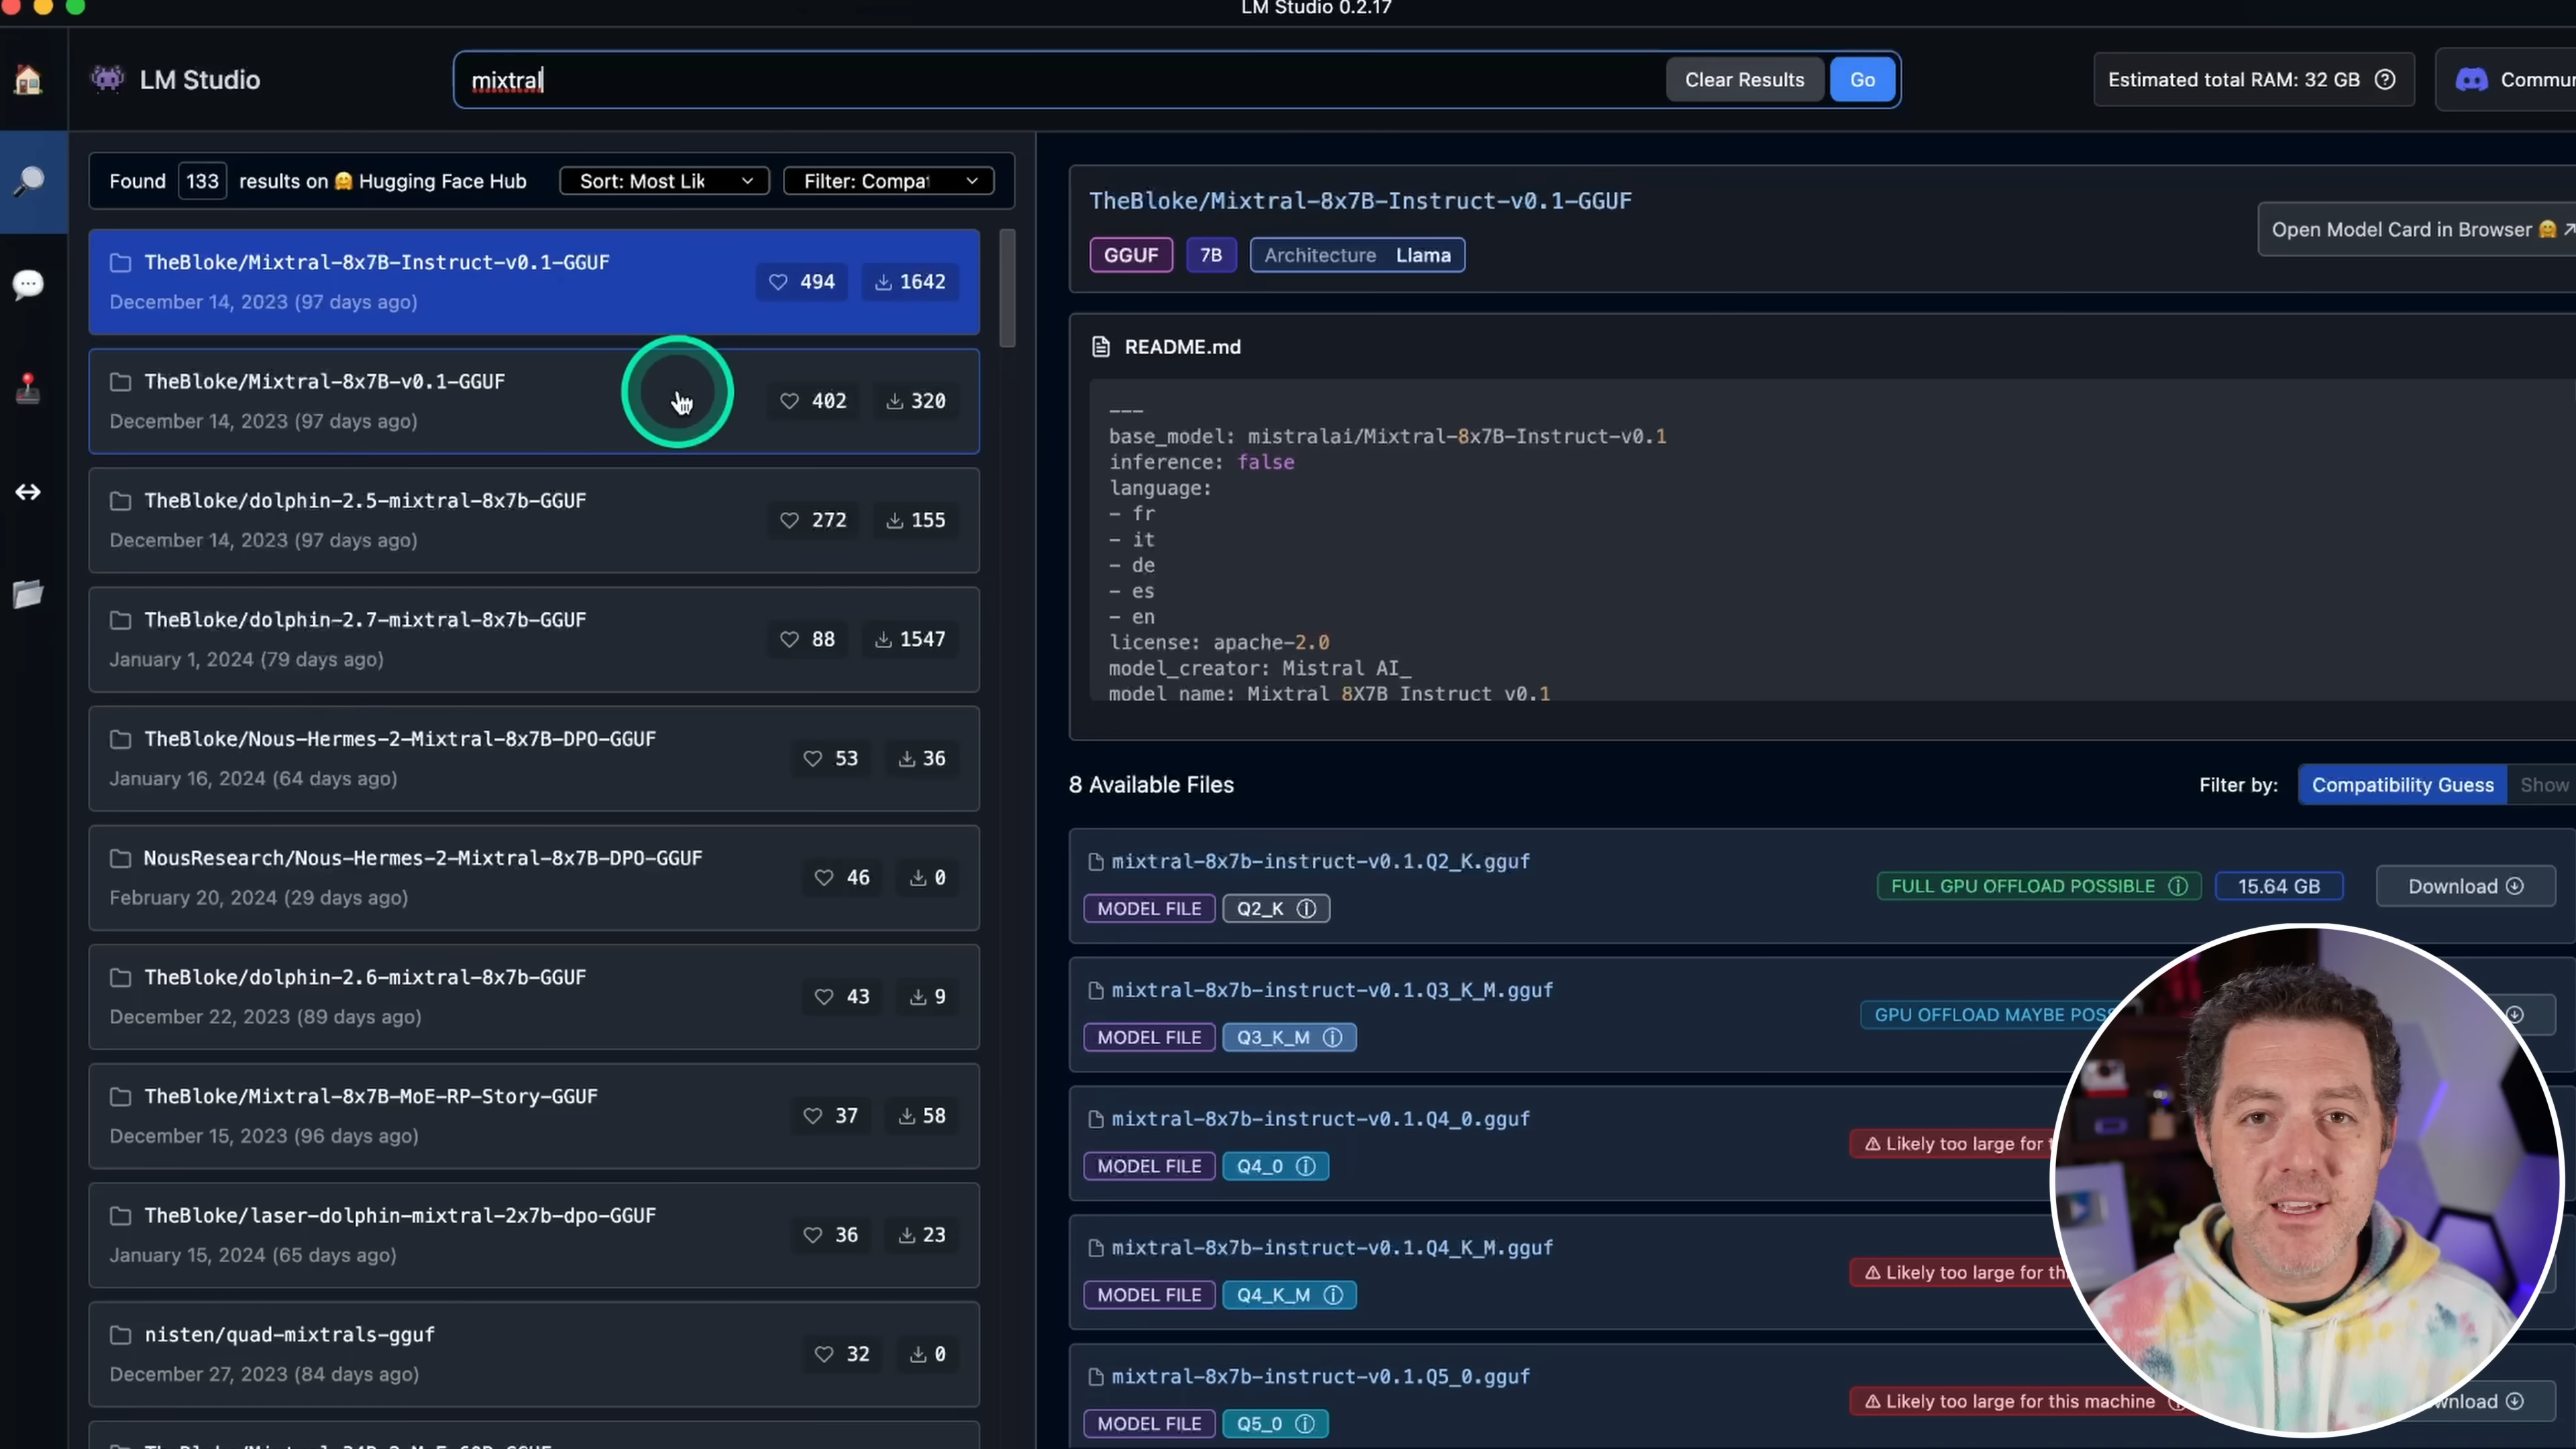 LM Studio 0.2.17
LM Studio
mixtral
Clear Results
Go
Estimated total RAM: 32 GB
Found 133 results on 🤗 Hugging Face Hub
Sort: Most Lik
Filter: Compa
TheBloke/Mixtral-8x7B-Instruct-v0.1-GGUF
494
1642
December 14, 2023 (97 days ago)
TheBloke/Mixtral-8x7B-v0.1-GGUF
402
320
December 14, 2023 (97 days ago)
TheBloke/dolphin-2.5-mixtral-8x7b-GGUF
272
155
December 14, 2023 (97 days ago)
TheBloke/dolphin-2.7-mixtral-8x7b-GGUF
88
1547
January 1, 2024 (79 days ago)
TheBloke/Nous-Hermes-2-Mixtral-8x7B-DPO-GGUF
53
36
January 16, 2024 (64 days ago)
NousResearch/Nous-Hermes-2-Mixtral-8x7B-DPO-GGUF
46
0
February 20, 2024 (29 days ago)
TheBloke/dolphin-2.6-mixtral-8x7b-GGUF
43
9
December 22, 2023 (89 days ago)
TheBloke/Mixtral-8x7B-MoE-RP-Story-GGUF
37
58
December 15, 2023 (96 days ago)
TheBloke/laser-dolphin-mixtral-2x7b-dpo-GGUF
36
23
January 15, 2024 (65 days ago)
nisten/quad-mixtrals-gguf
32
0
December 27, 2023 (84 days ago)
TheBloke/Mixtral-8x7B-Instruct-v0.1-GGUF
GGUF
7B
Architecture Llama
Open Model Card in Browser 🤗
README.md
---
base_model: mistralai/Mixtral-8x7B-Instruct-v0.1
inference: false
language:
- fr
- it
- de
- es
- en
license: apache-2.0
model_creator: Mistral AI_
model_name: Mixtral 8X7B Instruct v0.1
8 Available Files
Filter by:
Compatibility Guess
Show
mixtral-8x7b-instruct-v0.1.Q2_K.gguf
MODEL FILE
Q2_K
FULL GPU OFFLOAD POSSIBLE
15.64 GB
Download
mixtral-8x7b-instruct-v0.1.Q3_K_M.gguf
MODEL FILE
Q3_K_M
GPU OFFLOAD MAYBE POSS
mixtral-8x7b-instruct-v0.1.Q4_0.gguf
MODEL FILE
Q4_0
Likely too large for
mixtral-8x7b-instruct-v0.1.Q4_K_M.gguf
MODEL FILE
Q4_K_M
Likely too large for th
mixtral-8x7b-instruct-v0.1.Q5_0.gguf
MODEL FILE
Q5_0
Likely too large for this machine
wnload